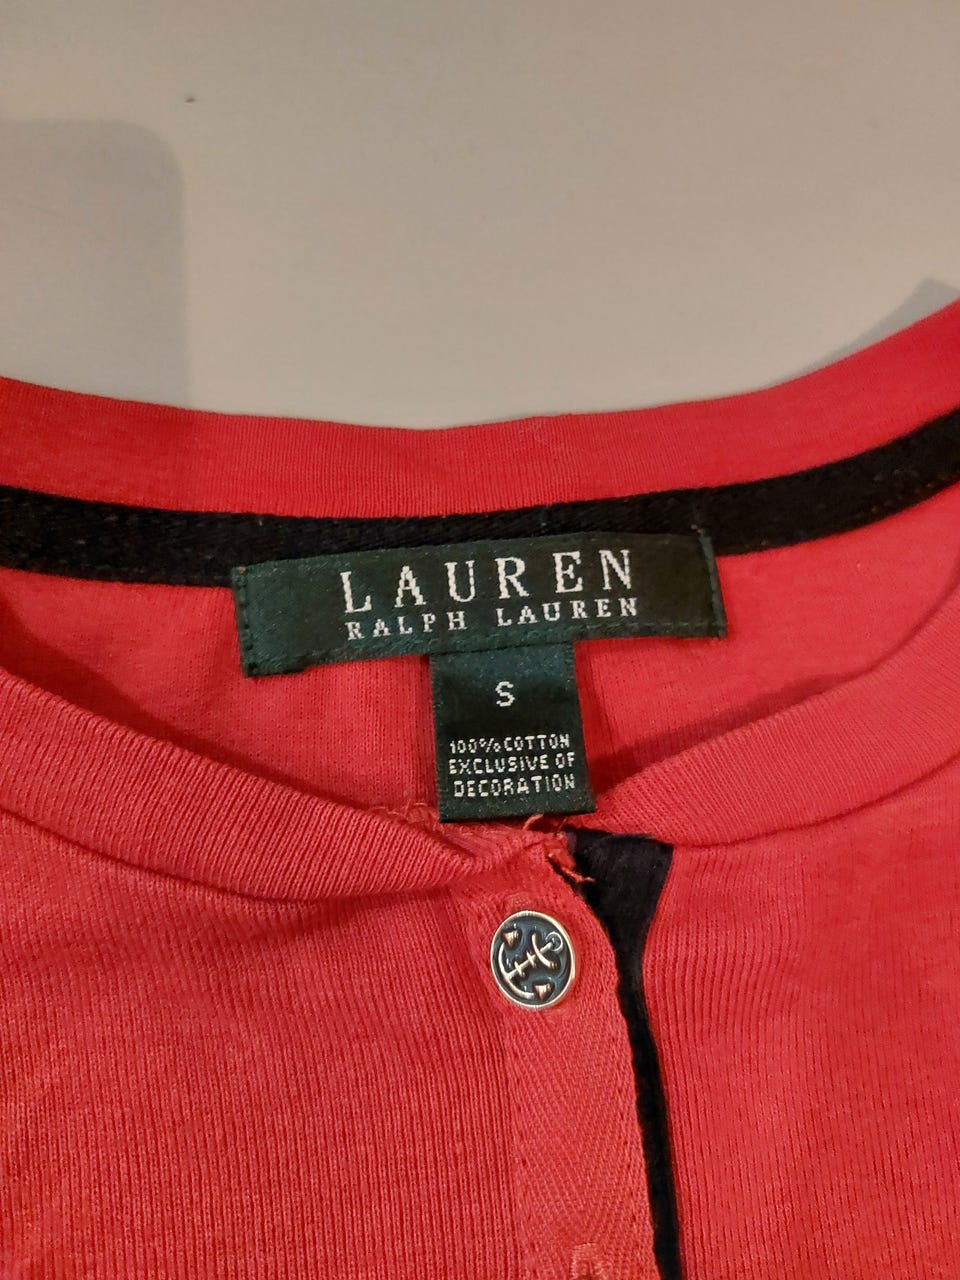 LAUREN
RALPH LAUREN
S
100% COTTON
EXCLUSIVE OF
DECORATION